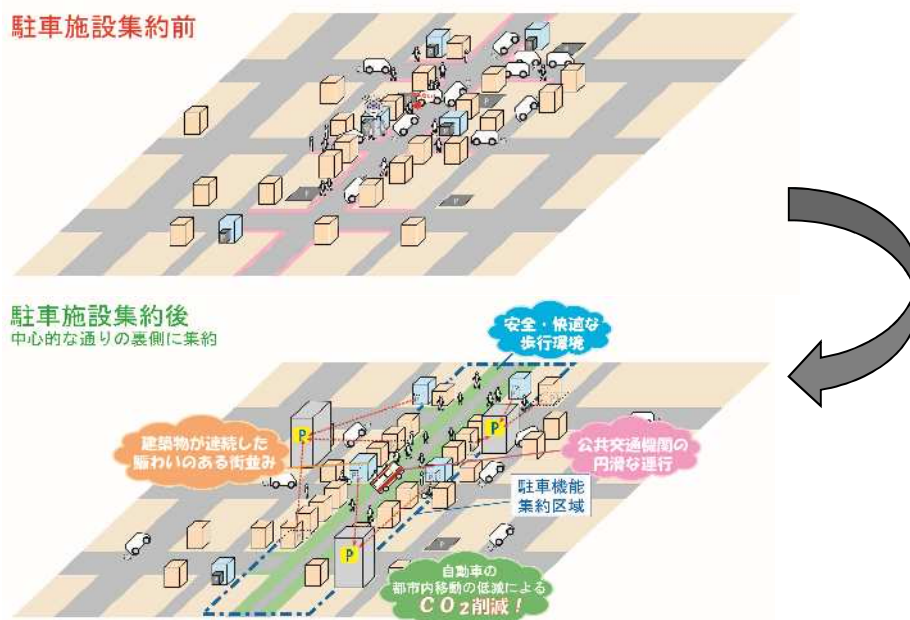 駐車施設集約前
P
P
P
駐車施設集約後
中心的な通りの裏側に集約
安全・快適な
歩行環境
P
P
建築物が連続した
賑わいのある街並み
公共交通機関の
円滑な運行
駐車機能
集約区域
P
自動車の
都市内移動の低減による
CO₂削減！